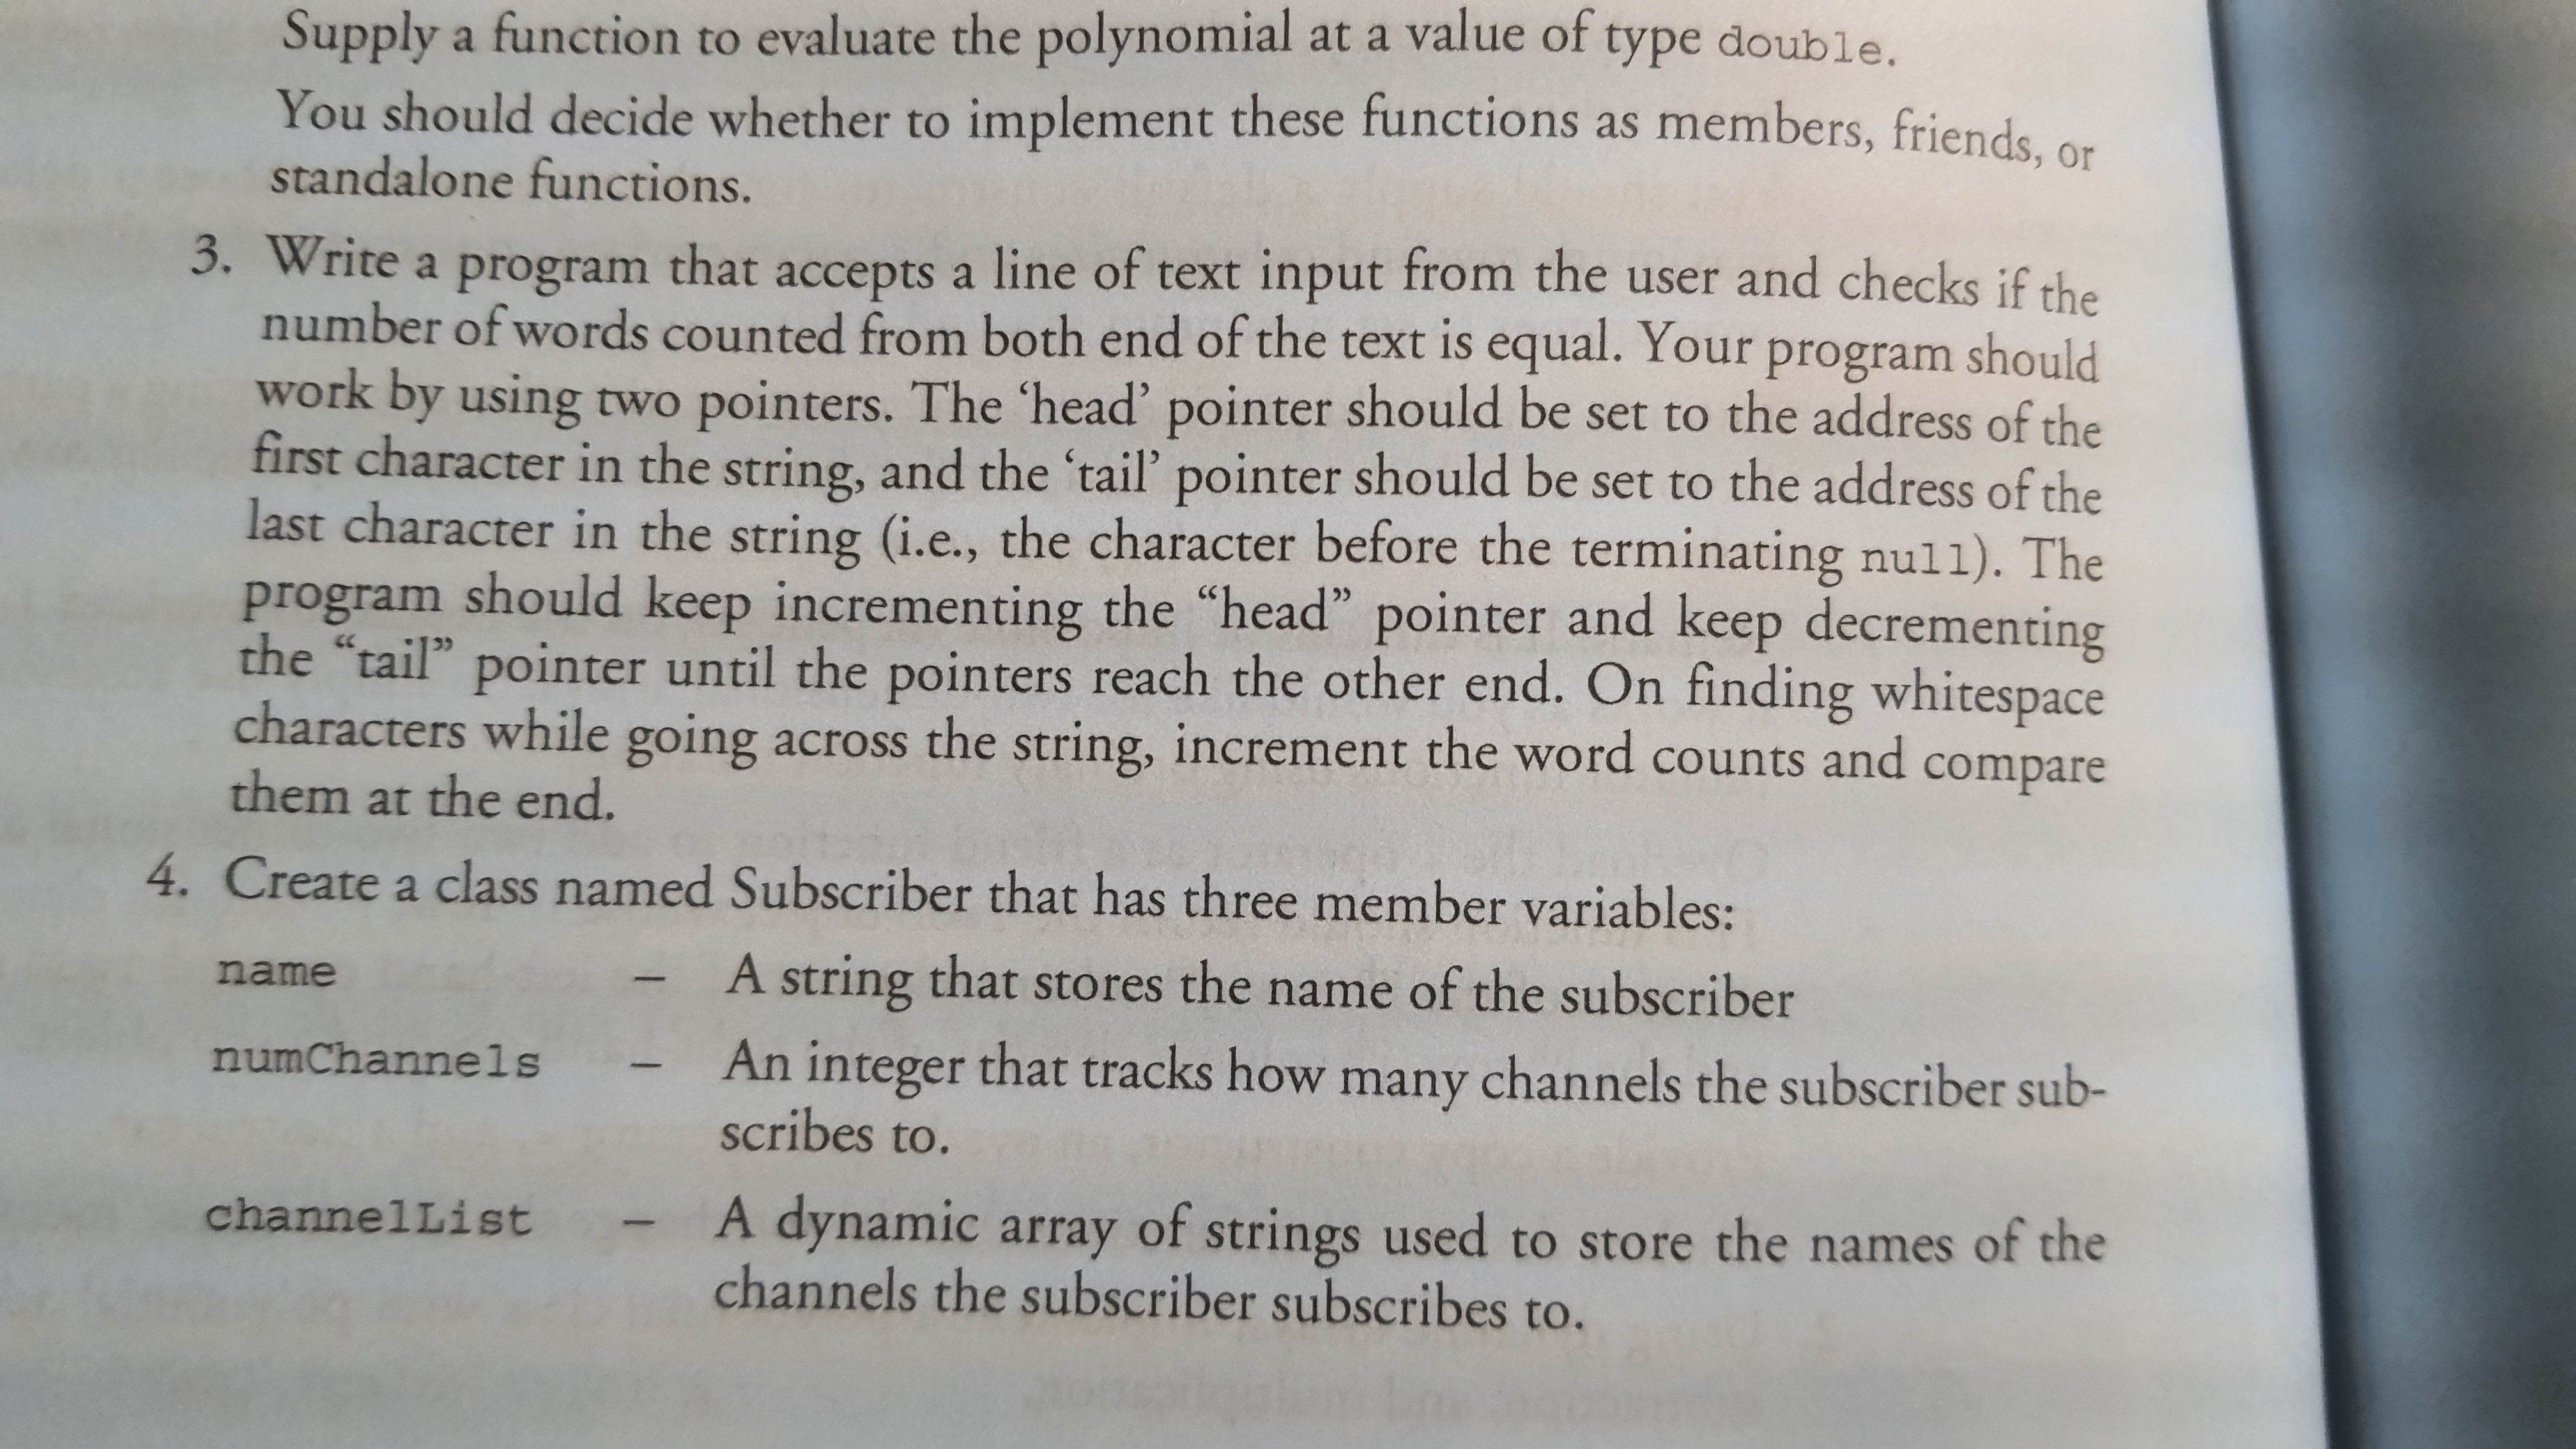 Supply a function to evaluate the polynomial at a value of type double.
You should decide whether to implement these functions as members, friends, or
standalone functions.
3. Write a program that accepts a line of text input from the user and checks if the
number of words counted from both end of the text is equal. Your program should
work by using two pointers. The ‘head’ pointer should be set to the address of the
first character in the string, and the ‘tail’ pointer should be set to the address of the
last character in the string (i.e., the character before the terminating null). The
program should keep incrementing the “head” pointer and keep decrementing
the “tail” pointer until the pointers reach the other end. On finding whitespace
characters while going across the string, increment the word counts and compare
them at the end.
4. Create a class named Subscriber that has three member variables:
name – A string that stores the name of the subscriber
numChannels – An integer that tracks how many channels the subscriber sub-
scribes to.
channelList – A dynamic array of strings used to store the names of the
channels the subscriber subscribes to.